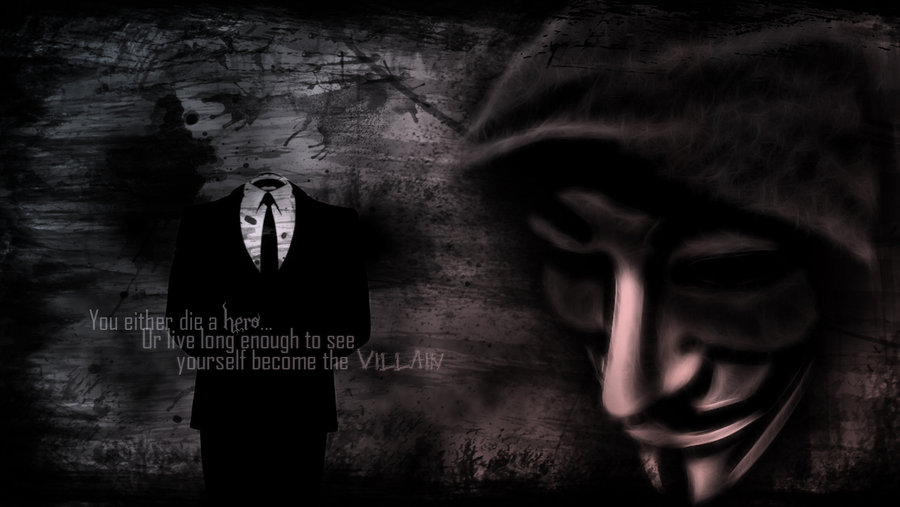 You either die a hero...
Or live long enough to see
yourself become the VILLAIN